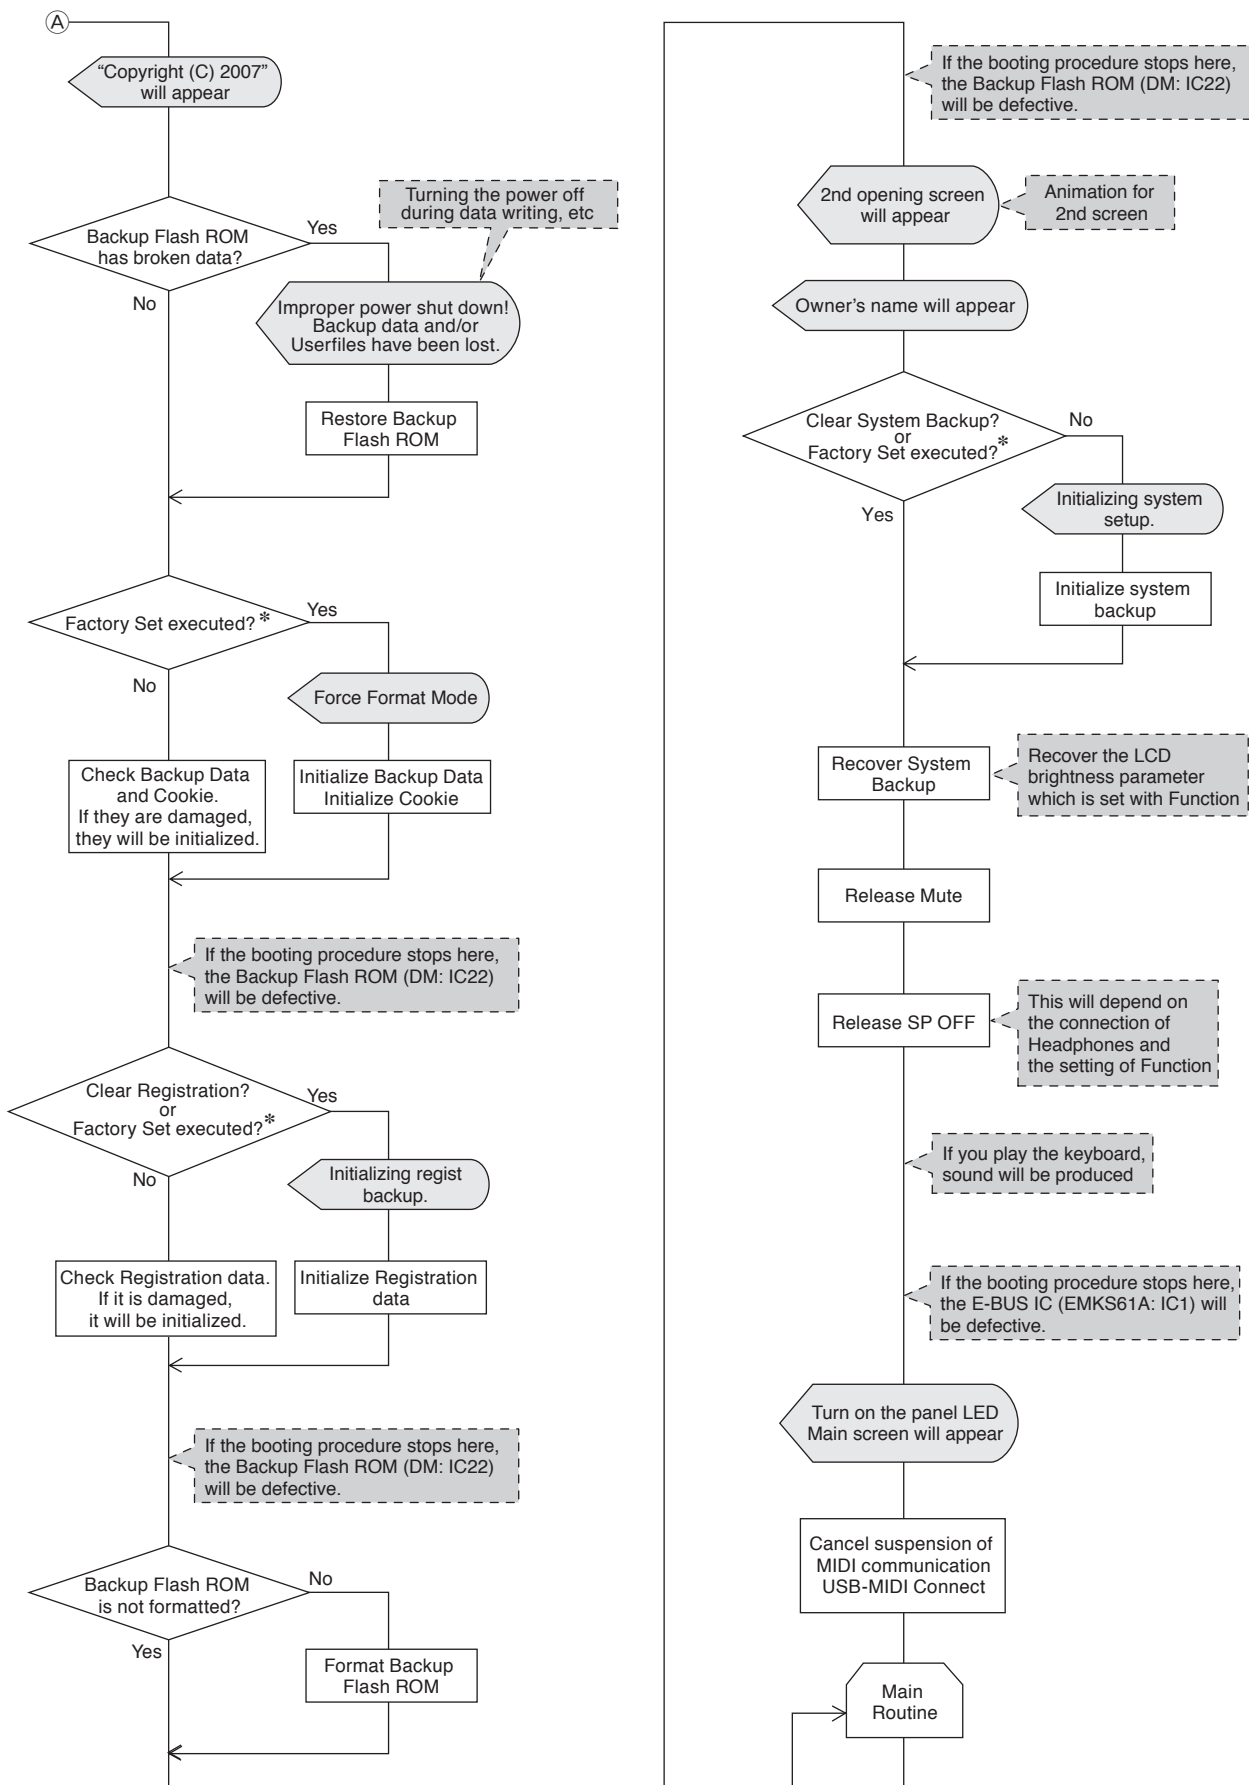 A
“Copyright (C) 2007”
will appear
Turning the power off
during data writing, etc
Backup Flash ROM
has broken data?
Yes
No
Improper power shut down!
Backup data and/or
Userfiles have been lost.
Restore Backup
Flash ROM
Factory Set executed?*
Yes
No
Force Format Mode
Check Backup Data
and Cookie.
If they are damaged,
they will be initialized.
Initialize Backup Data
Initialize Cookie
If the booting procedure stops here,
the Backup Flash ROM (DM: IC22)
will be defective.
Clear Registration?
or
Factory Set executed?*
Yes
No
Initializing regist
backup.
Check Registration data.
If it is damaged,
it will be initialized.
Initialize Registration
data
If the booting procedure stops here,
the Backup Flash ROM (DM: IC22)
will be defective.
Backup Flash ROM
is not formatted?
No
Yes
Format Backup
Flash ROM
If the booting procedure stops here,
the Backup Flash ROM (DM: IC22)
will be defective.
2nd opening screen
will appear
Animation for
2nd screen
Owner’s name will appear
Clear System Backup?
or
Factory Set executed?*
No
Yes
Initializing system
setup.
Initialize system
backup
Recover System
Backup
Recover the LCD
brightness parameter
which is set with Function
Release Mute
Release SP OFF
This will depend on
the connection of
Headphones and
the setting of Function
If you play the keyboard,
sound will be produced
If the booting procedure stops here,
the E-BUS IC (EMKS61A: IC1) will
be defective.
Turn on the panel LED
Main screen will appear
Cancel suspension of
MIDI communication
USB-MIDI Connect
Main
Routine